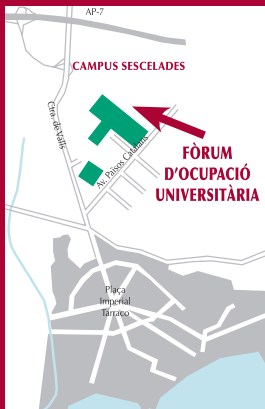 AP-7
CAMPUS SESCELADES
Ctra. de Valls
Av. Països Catalans
FÒRUM
D'OCUPACIÓ
UNIVERSITÀRIA
Plaça
Imperial
Tarraco